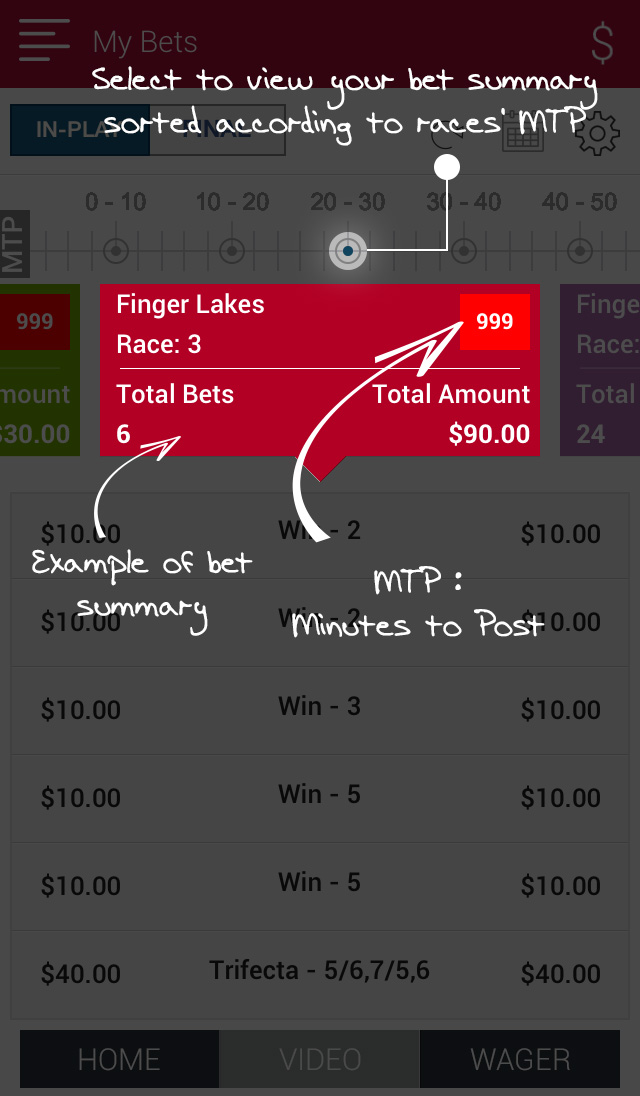 My Bets
$
Select to view your bet summary
sorted according to races' MTP
IN-PLAY FINAL
0 - 10 10 - 20 20 - 30 30 - 40 40 - 50
MTP
999 Finger Lakes 999 Finge
Race: 3 Race:
mount Total Bets Total Amount Total
$30.00 6 $90.00 24
$10.00 Win - 2 $10.00
Example of bet
summary
MTP :
Minutes to Post
$10.00 Win - 2 $10.00
$10.00 Win - 3 $10.00
$10.00 Win - 5 $10.00
$10.00 Win - 5 $10.00
$40.00 Trifecta - 5/6,7/5,6 $40.00
HOME VIDEO WAGER